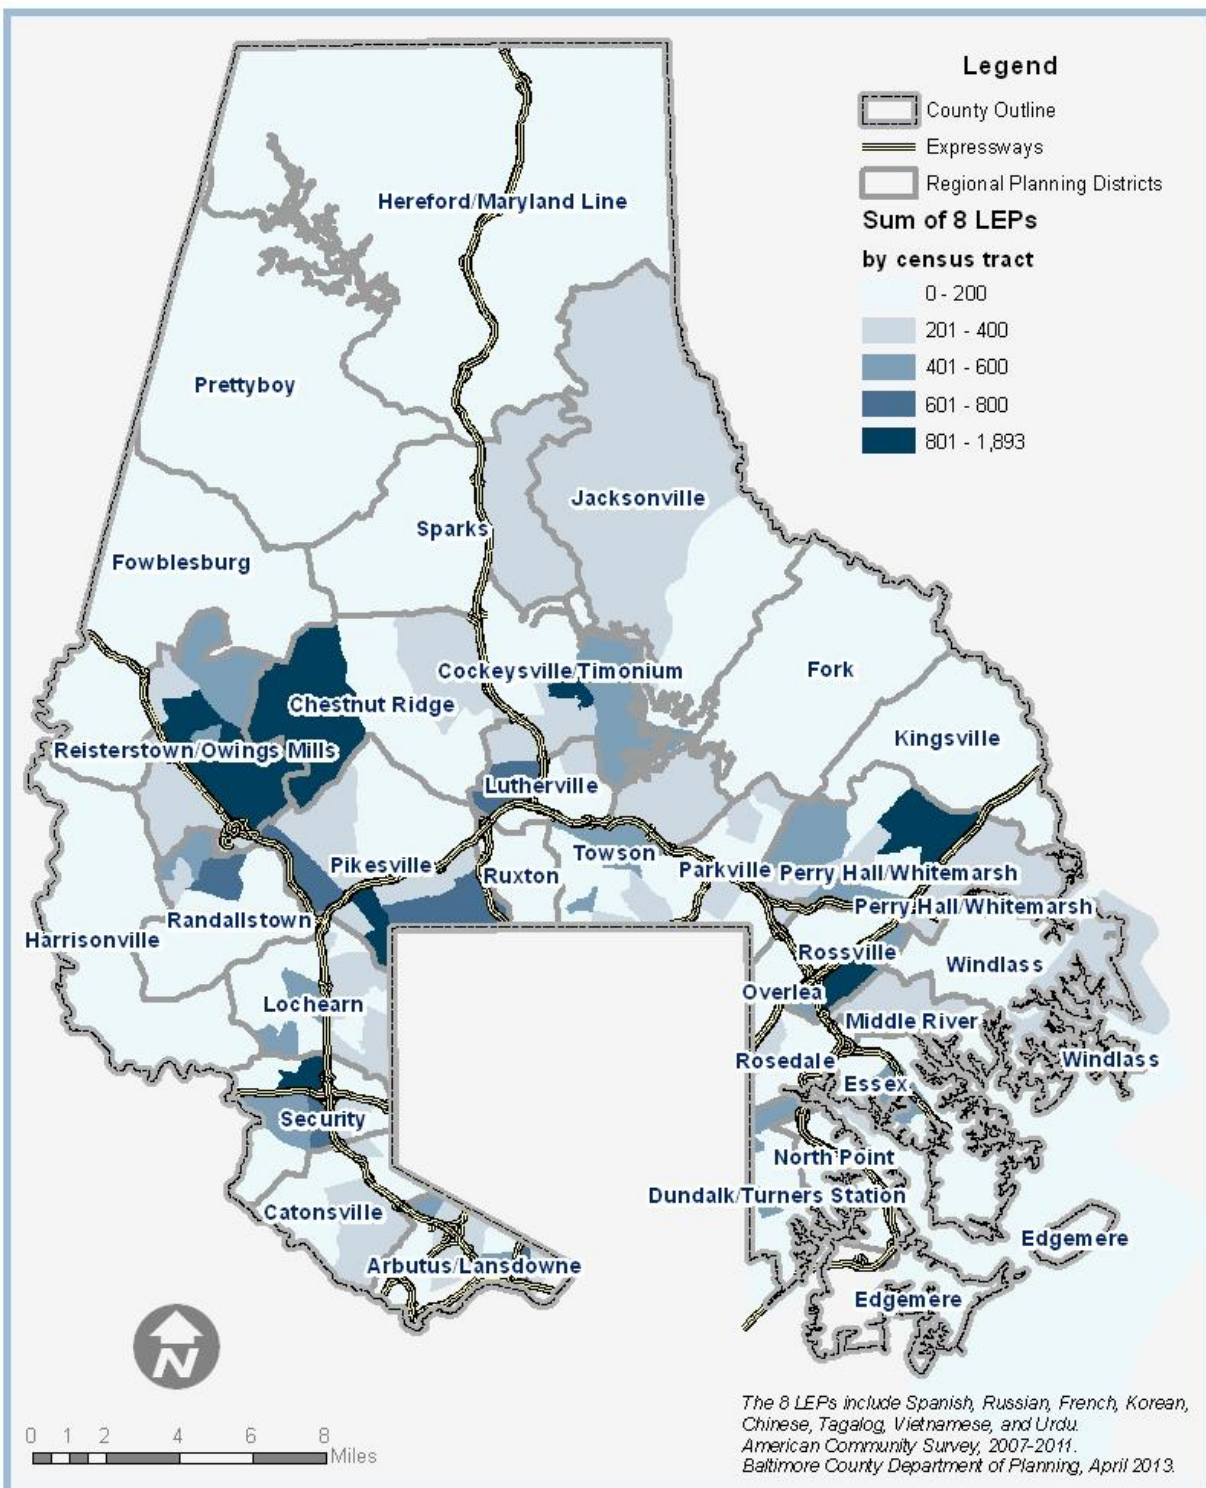 Legend
County Outline
Expressways
Regional Planning Districts
Sum of 8 LEPs
by census tract
0 - 200
201 - 400
401 - 600
601 - 800
801 - 1,893
Hereford/Maryland Line
Prettyboy
Jacksonville
Sparks
Fowblesburg
Cockeysville/Timonium
Fork
Chestnut Ridge
Kingsville
Reisterstown/Owings Mills
Lutherville
Towson
Pikesville
Ruxton
Parkville
Perry Hall/Whitemarsh
Perry Hall/Whitemarsh
Randallstown
Harrisonville
Rossville
Windlass
Overlea
Lochearn
Middle River
Rosedale
Windlass
Essex
Security
North Point
Dundalk/Turners Station
Catonsville
Edgemere
Arbutus/Lansdowne
Edgemere
N
0 1 2 4 6 8
Miles
The 8 LEPs include Spanish, Russian, French, Korean,
Chinese, Tagalog, Vietnamese, and Urdu.
American Community Survey, 2007-2011.
Baltimore County Department of Planning, April 2013.